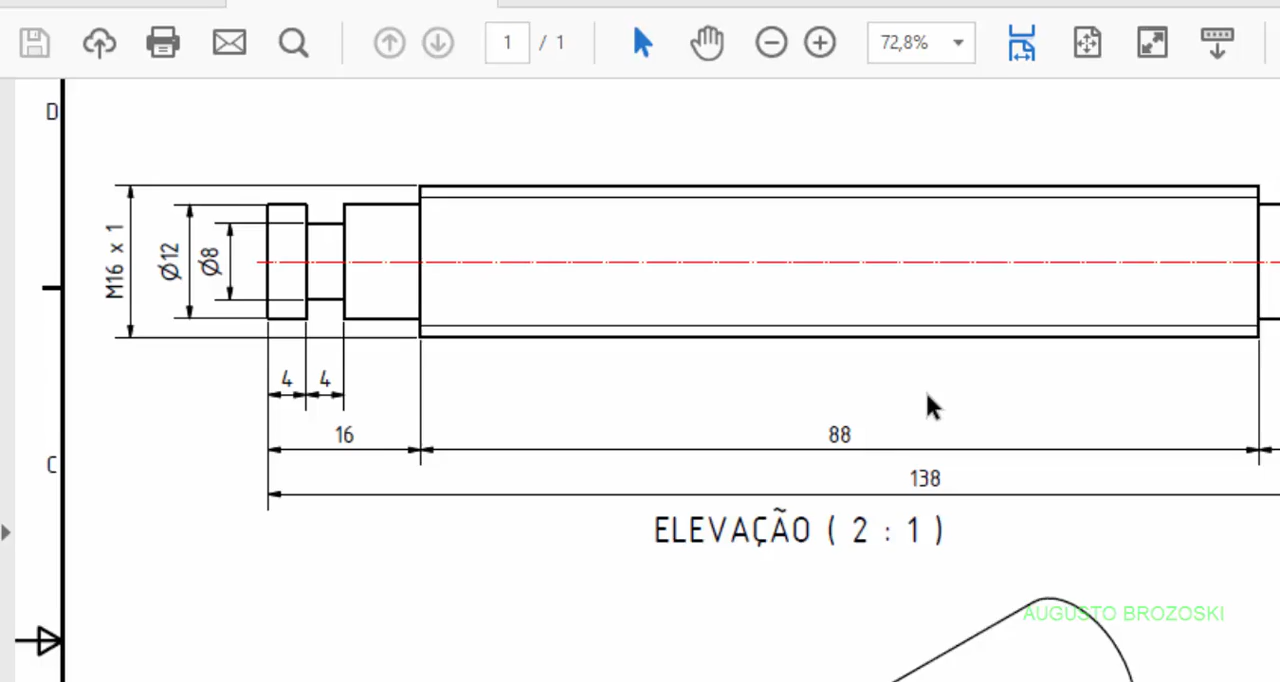 1 / 1
72,8%
D
M16 x 1
Ø12
Ø8
4
4
16
88
138
C
ELEVAÇÃO ( 2 : 1 )
AUGUSTO BROZOSKI